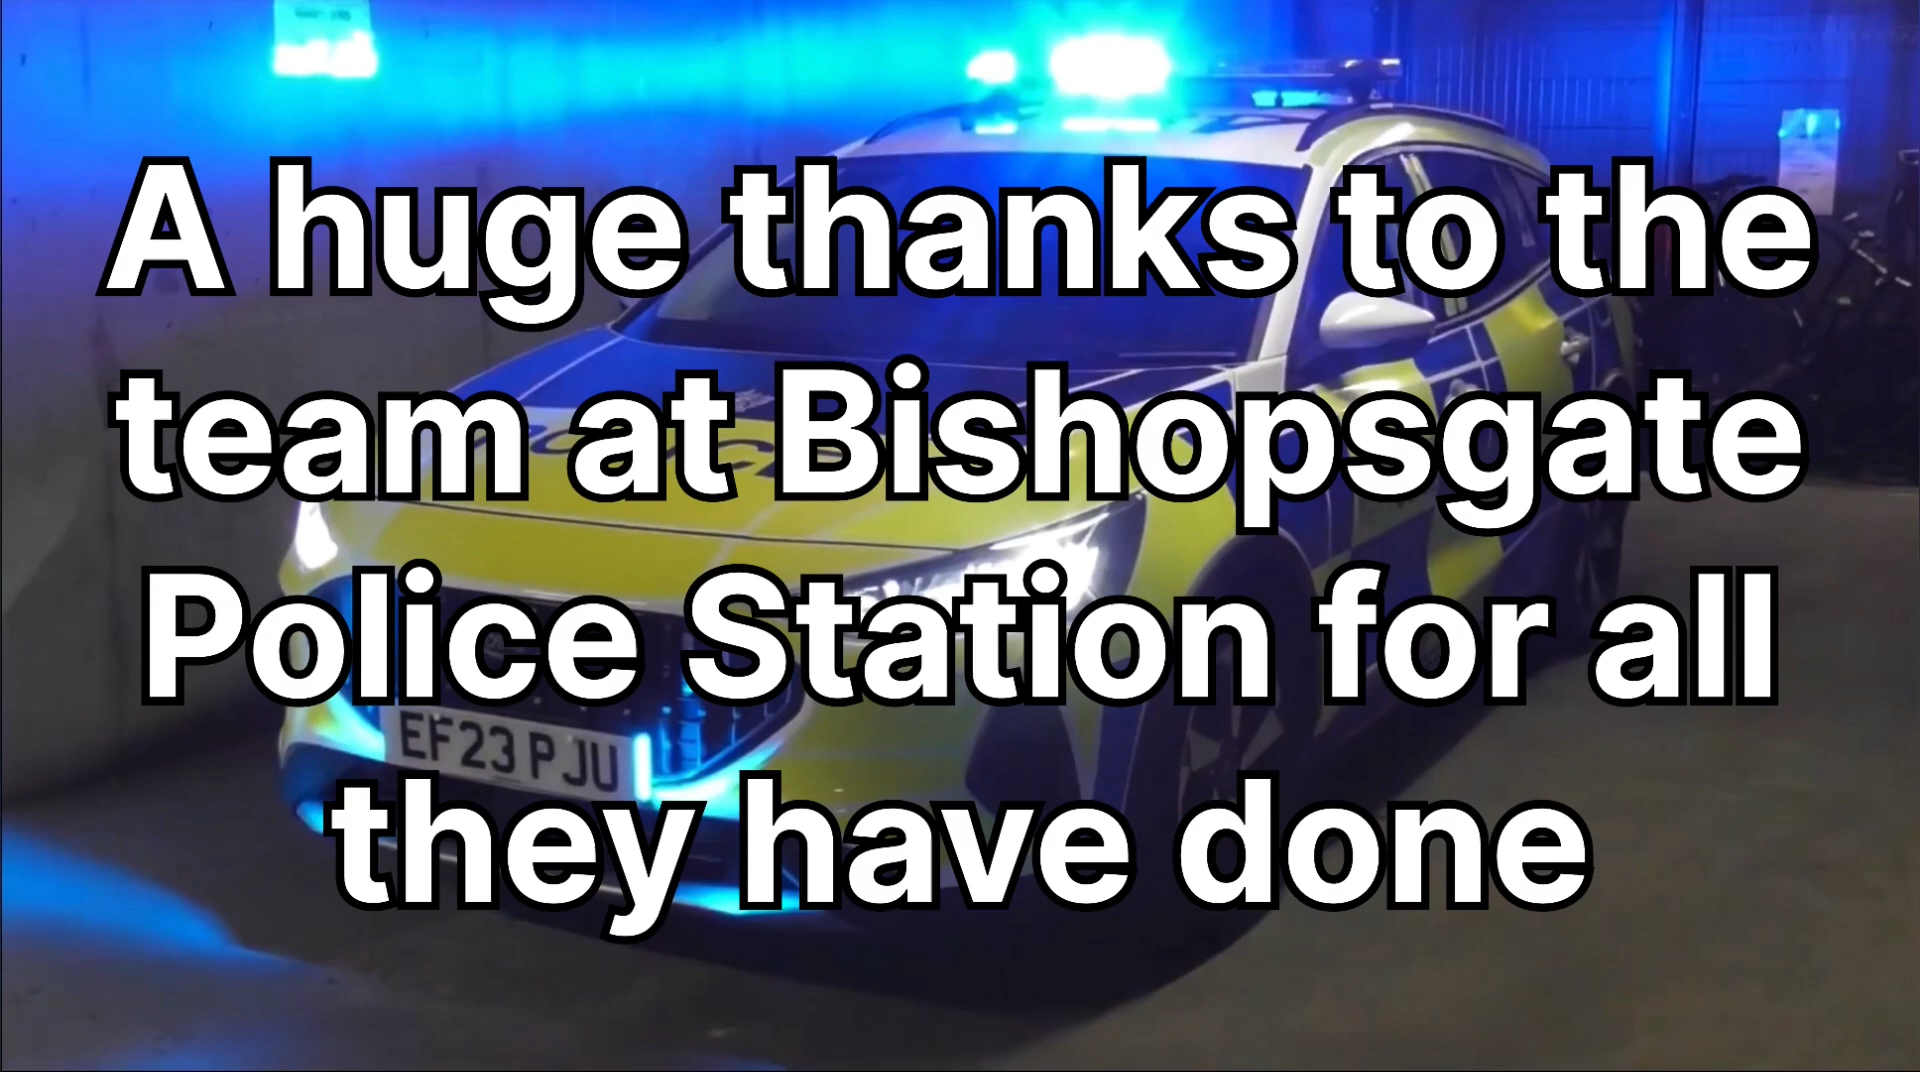 A huge thanks to the
team at Bishopsgate
Police Station for all
they have done
EF23 PJU